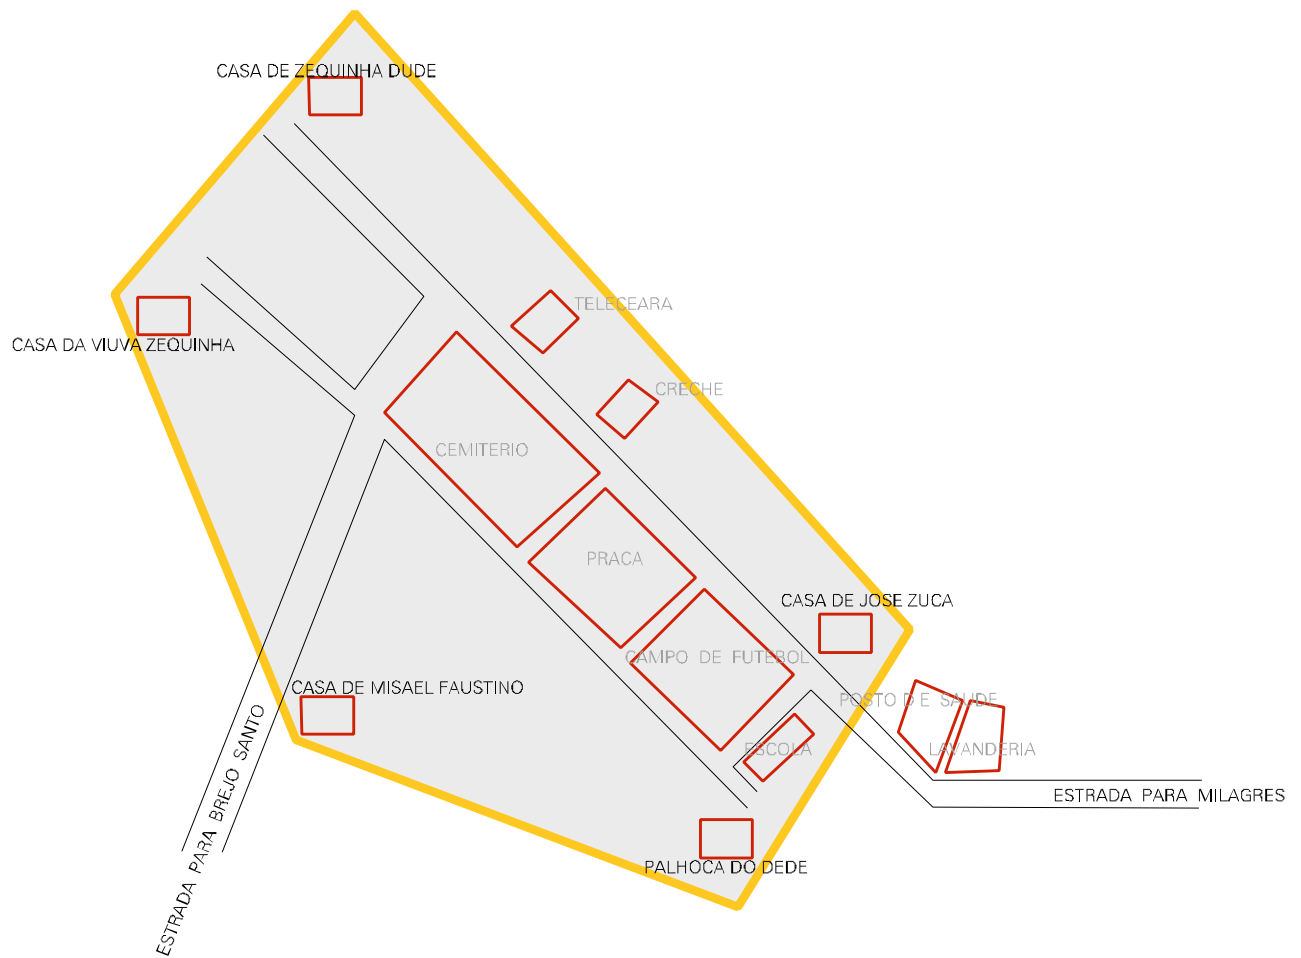 CASA DE ZEQUINHA DUDE
TELECEARA
CASA DA VIUVA ZEQUINHA
CRECHE
CEMITERIO
PRACA
CASA DE JOSE ZUCA
CAMPO DE FUTEBOL
CASA DE MISAEL FAUSTINO
POSTO D E SAUDE
ESCOLA
LAVANDERIA
ESTRADA PARA MILAGRES
ESTRADA PARA BREJO SANTO
PALHOCA DO DEDE